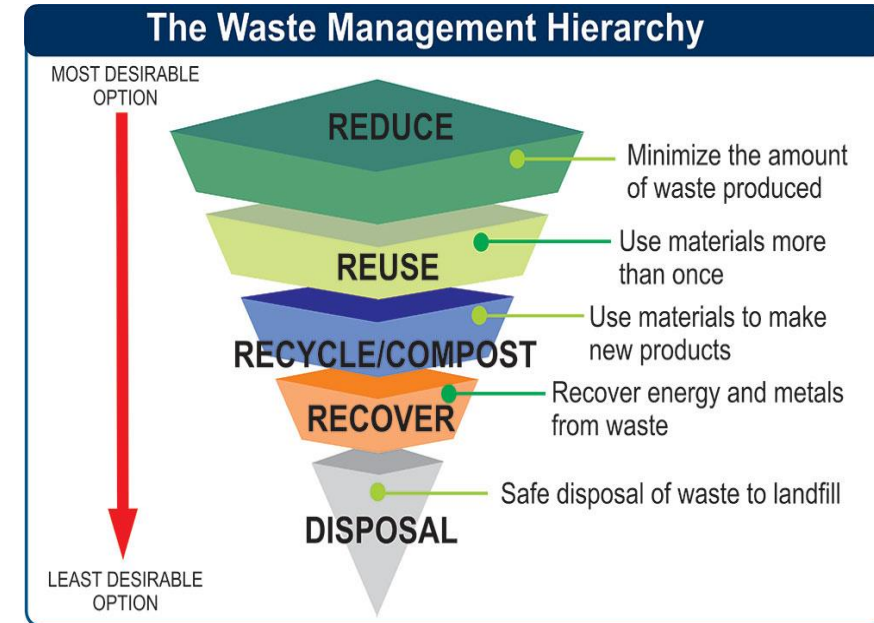 The Waste Management Hierarchy
MOST DESIRABLE
OPTION
REDUCE
Minimize the amount
of waste produced
REUSE
Use materials more
than once
RECYCLE/COMPOST
Use materials to make
new products
RECOVER
Recover energy and metals
from waste
DISPOSAL
Safe disposal of waste to landfill
LEAST DESIRABLE
OPTION